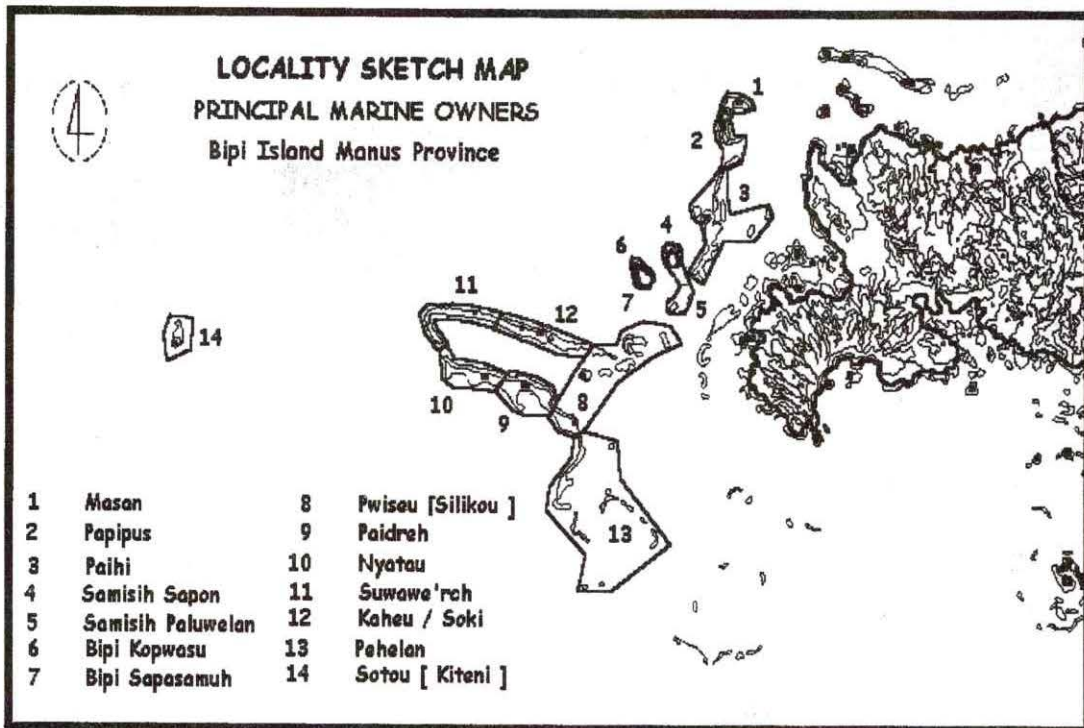 LOCALITY SKETCH MAP
PRINCIPAL MARINE OWNERS
Bipi Island Manus Province
1
2
3
4
6
7
5
11
12
14
10
9
8
13
1 Masan
2 Papipus
3 Paihi
4 Samisih Sapon
5 Samisih Paluwelan
6 Bipi Kopwasu
7 Bipi Sapasamuh
8 Pwiseu [Silikou ]
9 Paidreh
10 Nyatau
11 Suwawe'rch
12 Kaheu / Soki
13 Pehelan
14 Sotou [ Kiteni ]